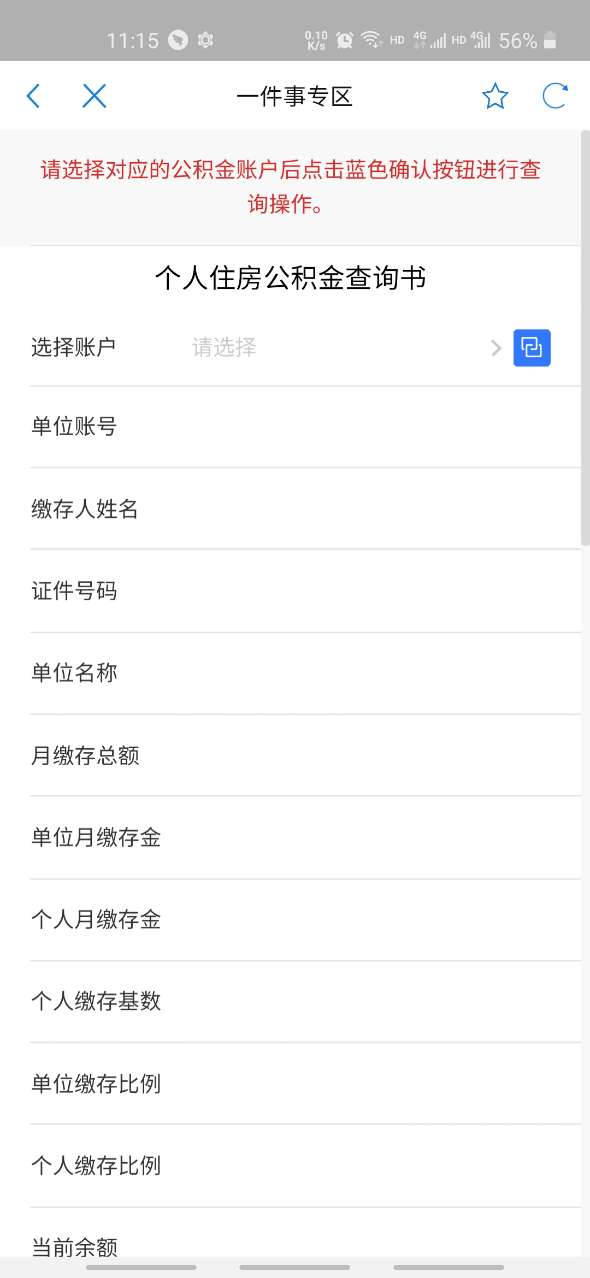 11:15 0.10 K/s HD 4G HD 4G 56%
一件事专区
请选择对应的公积金账户后点击蓝色确认按钮进行查
询操作。
个人住房公积金查询书
选择账户 请选择
单位账号
缴存人姓名
证件号码
单位名称
月缴存总额
单位月缴存金
个人月缴存金
个人缴存基数
单位缴存比例
个人缴存比例
当前余额